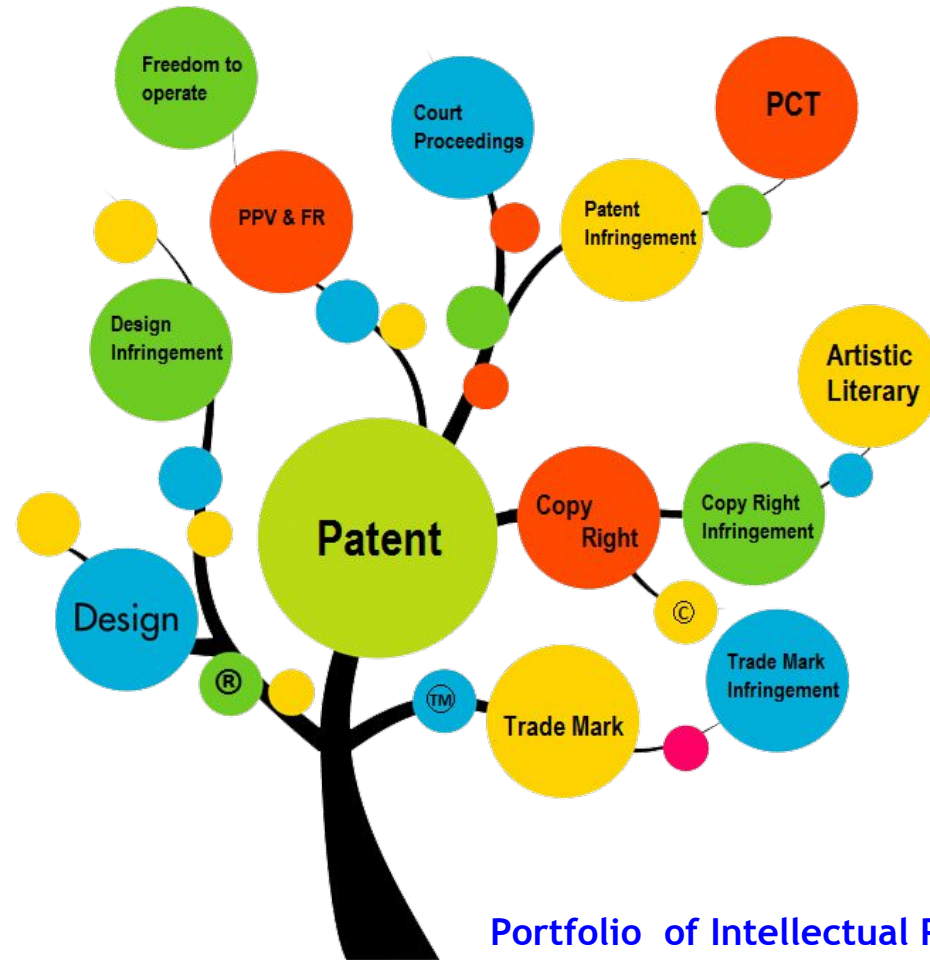 Freedom to
operate
Court
Proceedings
PCT
PPV & FR
Patent
Infringement
Design
Infringement
Artistic
Literary
Patent
Copy
Right
Copy Right
Infringement
©
Design
®
TM
Trade Mark
Trade Mark
Infringement
Portfolio of Intellectual